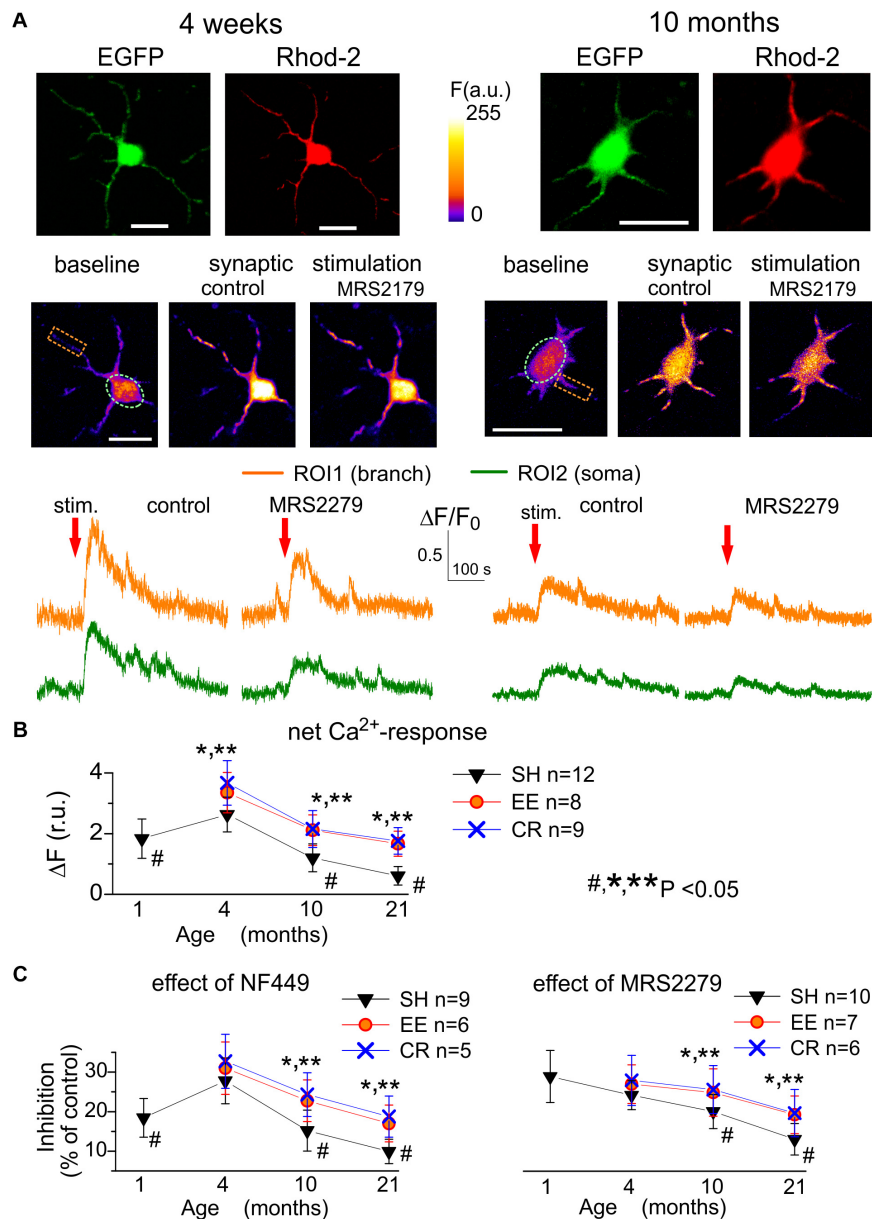 A
4 weeks
10 months
EGFP
Rhod-2
F(a.u.)
255
0
EGFP
Rhod-2
baseline
synaptic stimulation
control MRS2179
baseline
synaptic stimulation
control MRS2179
ROI1 (branch)
ROI2 (soma)
stim.
control
MRS2279
ΔF/F0
0.5
100 s
stim.
control
MRS2279
B
net Ca2+-response
ΔF (r.u.)
4
2
0
*,**
*,**
*,**
#
#
#
1 4 10 21
Age (months)
SH n=12
EE n=8
CR n=9
#,*,**P <0.05
C
effect of NF449
SH n=9
EE n=6
CR n=5
Inhibition
(% of control)
30
20
10
*,**
*,**
#
#
#
1 4 10 21
Age (months)
effect of MRS2279
SH n=10
EE n=7
CR n=6
*,**
*,**
#
#
1 4 10 21
Age (months)